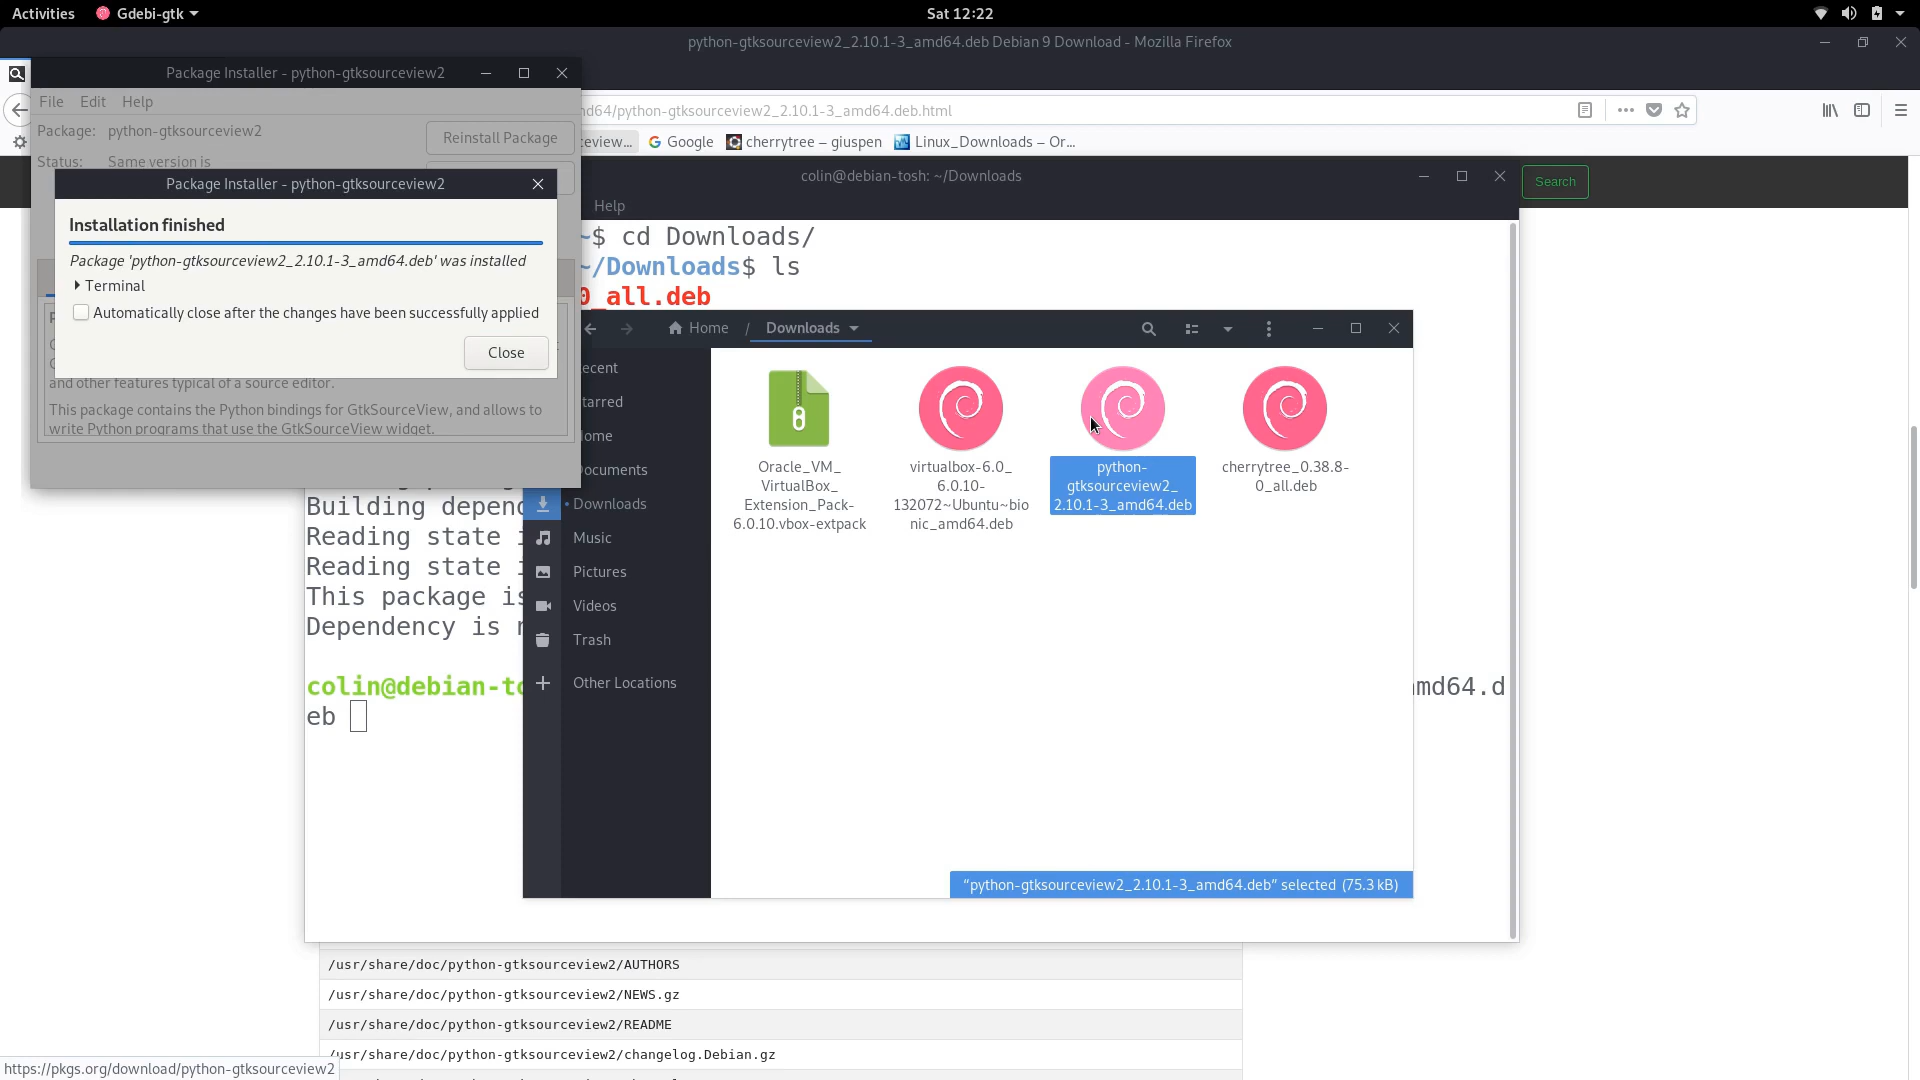 Activities
Gdebi-gtk
Sat 12:22
python-gtksourceview2_2.10.1-3_amd64.deb Debian 9 Download - Mozilla Firefox
Package Installer - python-gtksourceview2
File Edit Help
Package: python-gtksourceview2
Reinstall Package
Status: Same version is
Package Installer - python-gtksourceview2
Installation finished
Package 'python-gtksourceview2_2.10.1-3_amd64.deb' was installed
Terminal
Automatically close after the changes have been successfully applied
Close
and other features typical of a source editor.
This package contains the Python bindings for GtkSourceView, and allows to
write Python programs that use the GtkSourceView widget.
md64/python-gtksourceview2_2.10.1-3_amd64.deb.html
eview...
Google
cherrytree – giuspen
Linux_Downloads – Or...
colin@debian-tosh: ~/Downloads
Search
Help
~$ cd Downloads/
~/Downloads$ ls
0_all.deb
Home / Downloads
ecent
tarred
ome
ocuments
Downloads
Music
Pictures
Videos
Trash
Other Locations
Oracle_VM_
VirtualBox_
Extension_Pack-
6.0.10.vbox-extpack
virtualbox-6.0_
6.0.10-
132072~Ubuntu~bio
nic_amd64.deb
python-
gtksourceview2_
2.10.1-3_amd64.deb
cherrytree_0.38.8-
0_all.deb
"python-gtksourceview2_2.10.1-3_amd64.deb" selected (75.3 kB)
Building depend
Reading state i
Reading state i
This package is
Dependency is
colin@debian-to
amd64.d
eb
/usr/share/doc/python-gtksourceview2/AUTHORS
/usr/share/doc/python-gtksourceview2/NEWS.gz
/usr/share/doc/python-gtksourceview2/README
/usr/share/doc/python-gtksourceview2/changelog.Debian.gz
https://pkgs.org/download/python-gtksourceview2